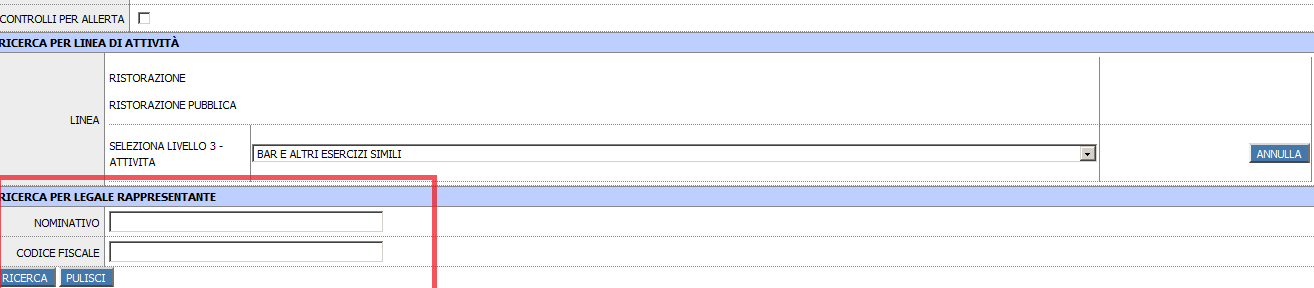 CONTROLLI PER ALLERTA
RICERCA PER LINEA DI ATTIVITÀ
RISTORAZIONE
RISTORAZIONE PUBBLICA
LINEA
SELEZIONA LIVELLO 3 -
ATTIVITA
BAR E ALTRI ESERCIZI SIMILI
ANNULLA
RICERCA PER LEGALE RAPPRESENTANTE
NOMINATIVO
CODICE FISCALE
RICERCA PULISCI